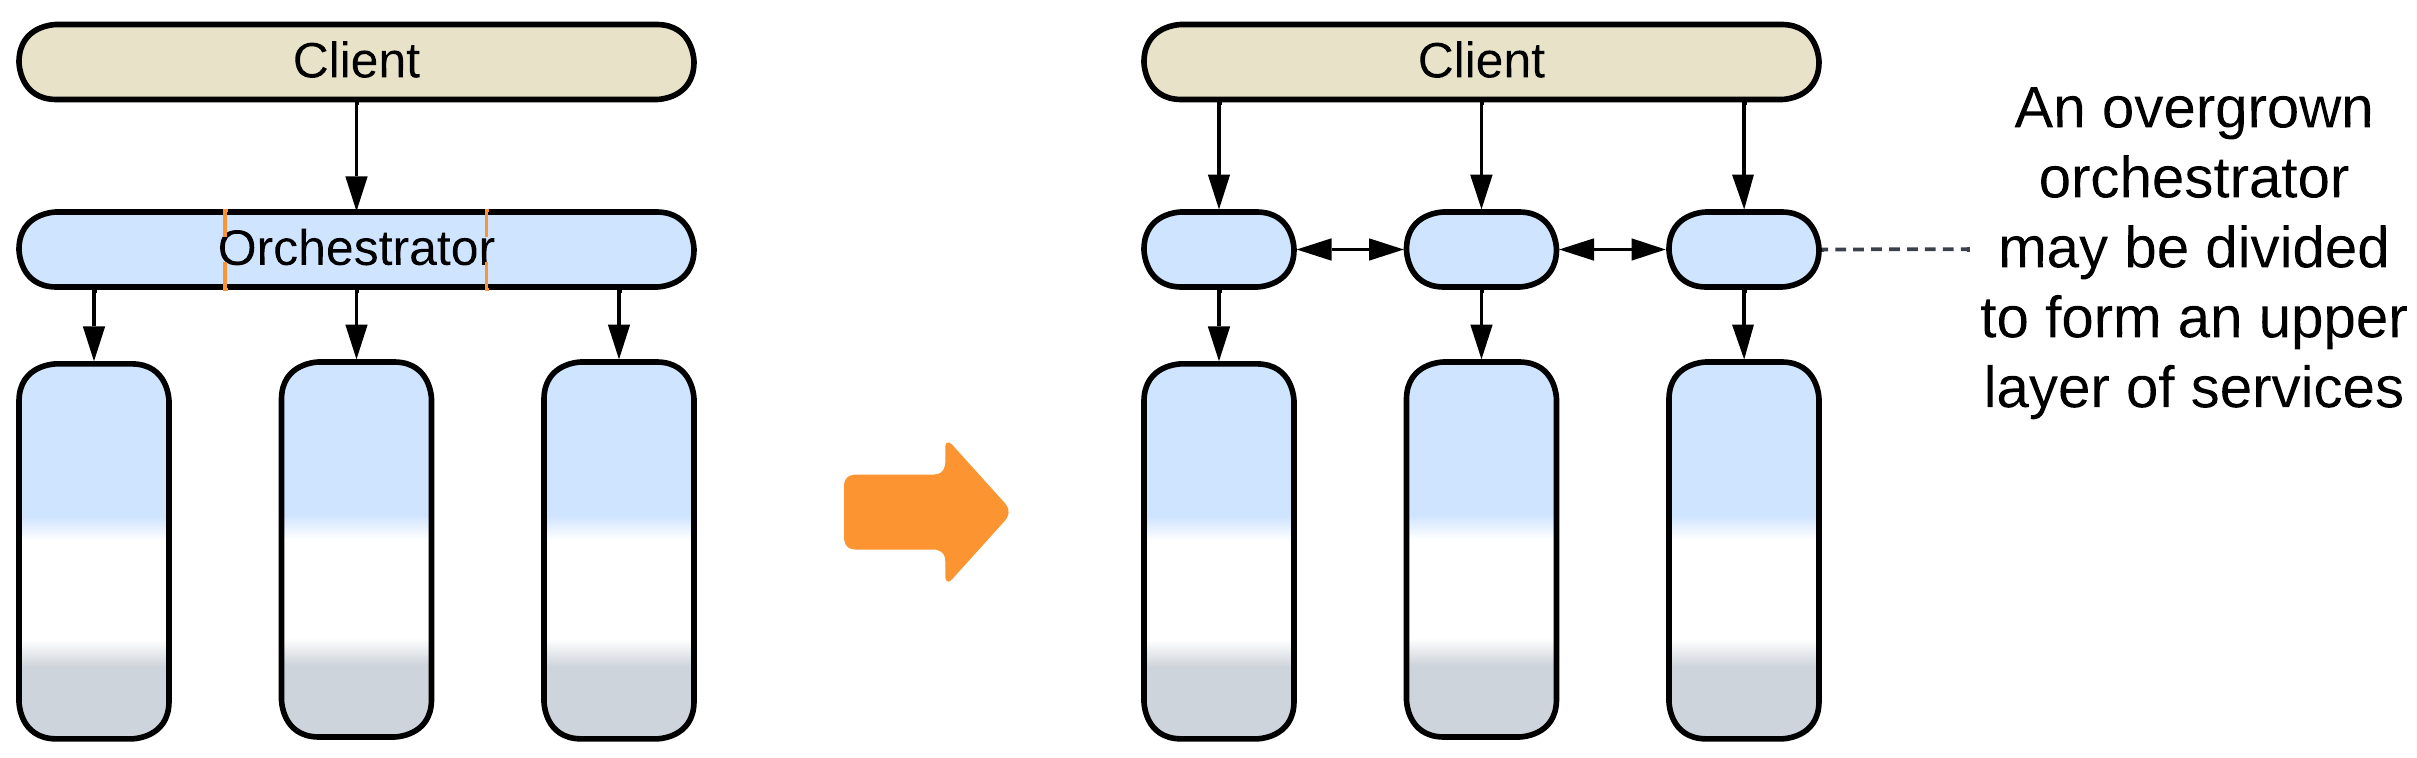 Client
Orchestrator
Client
An overgrown
orchestrator
may be divided
to form an upper
layer of services